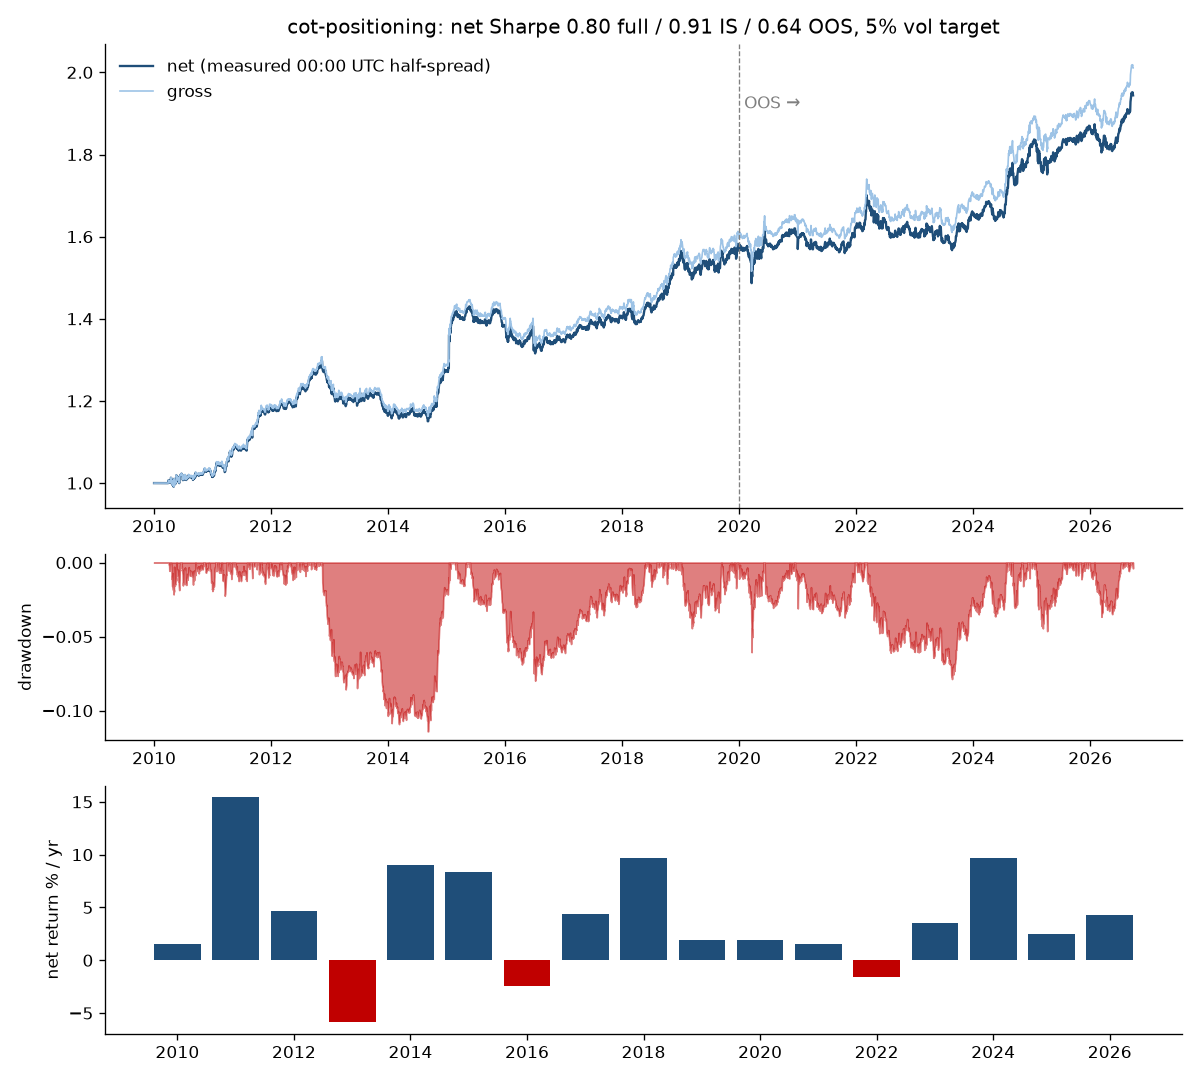 cot-positioning: net Sharpe 0.80 full / 0.91 IS / 0.64 OOS, 5% vol target
net (measured 00:00 UTC half-spread)
gross
OOS →
2.0
1.8
1.6
1.4
1.2
1.0
2010 2012 2014 2016 2018 2020 2022 2024 2026
drawdown
0.00
−0.05
−0.10
2010 2012 2014 2016 2018 2020 2022 2024 2026
net return % / yr
15
10
5
0
−5
2010 2012 2014 2016 2018 2020 2022 2024 2026